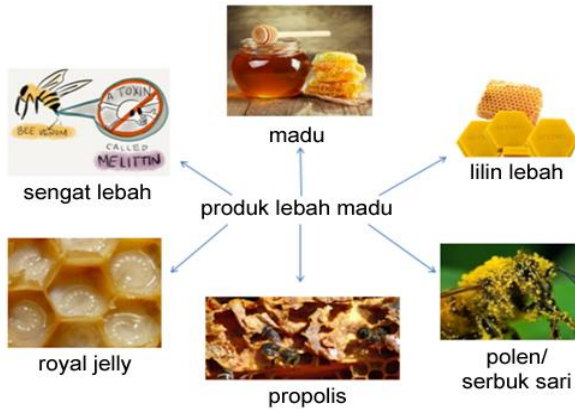 madu
A TOXIN
BEE VENOM
CALLED
MELITTIN
sengat lebah
lilin lebah
produk lebah madu
royal jelly
propolis
polen/
serbuk sari